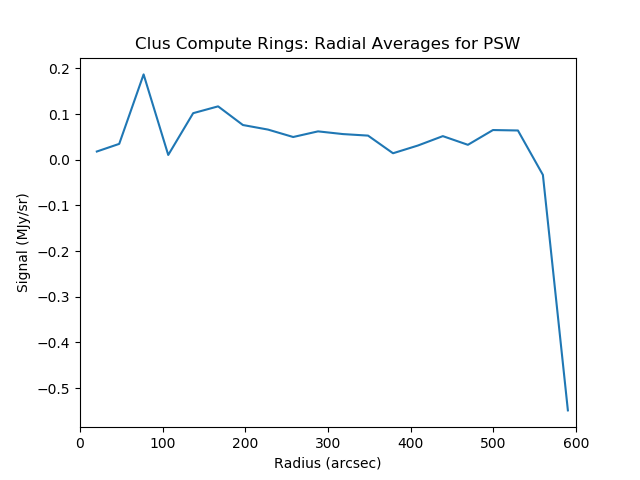 Clus Compute Rings: Radial Averages for PSW
0.2
0.1
0.0
−0.1
−0.2
−0.3
−0.4
−0.5
Signal (MJy/sr)
0 100 200 300 400 500 600
Radius (arcsec)